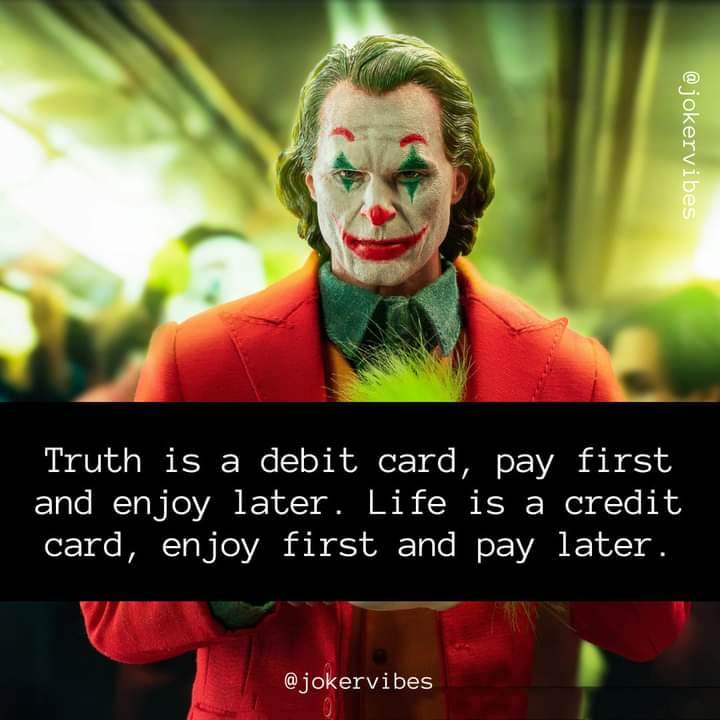 @jokervibes
Truth is a debit card, pay first
and enjoy later. Life is a credit
card, enjoy first and pay later.
@jokervibes